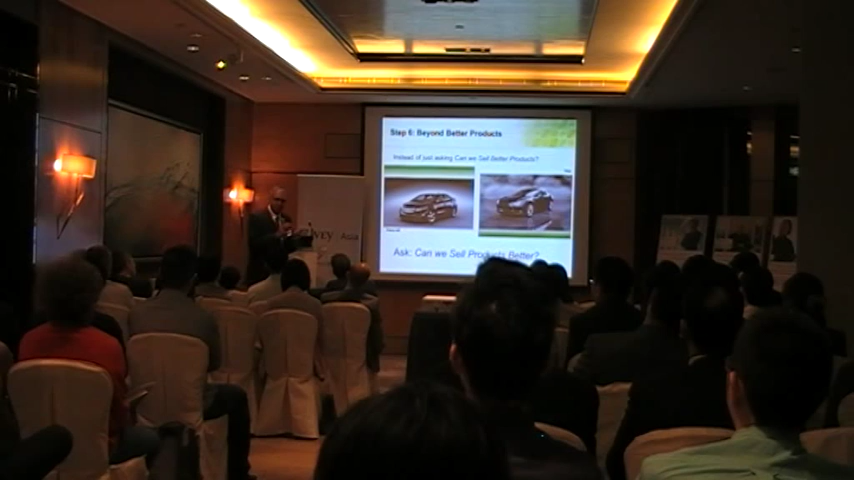 Step 6: Beyond Better Products
Instead of just asking Can we Sell Better Products?
Ask: Can we Sell Products Better?
Asia